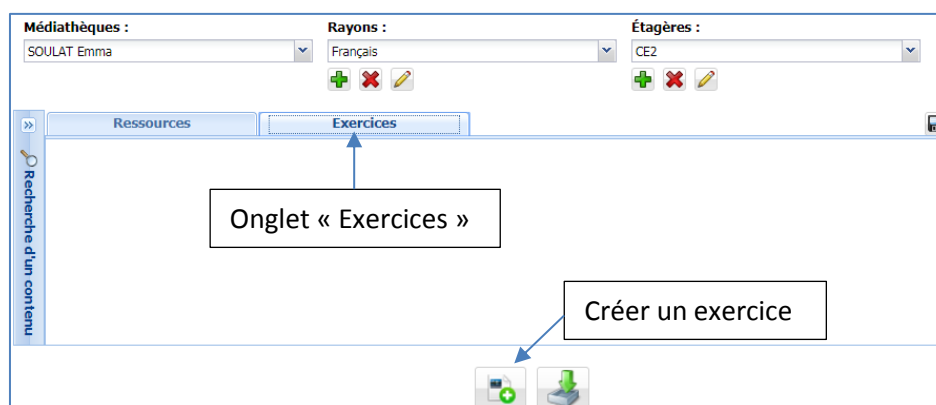 Médiathèques :
Rayons :
Étagères :
SOULAT Emma
Français
CE2
Ressources
Exercices
Recherche d'un contenu
Onglet « Exercices »
Créer un exercice